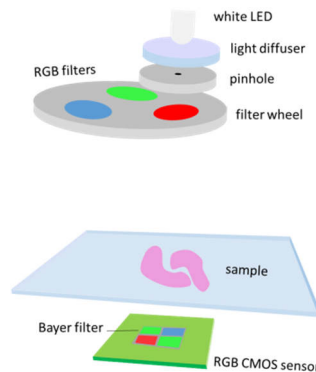 white LED
light diffuser
RGB filters
pinhole
filter wheel
sample
Bayer filter
RGB CMOS sensor